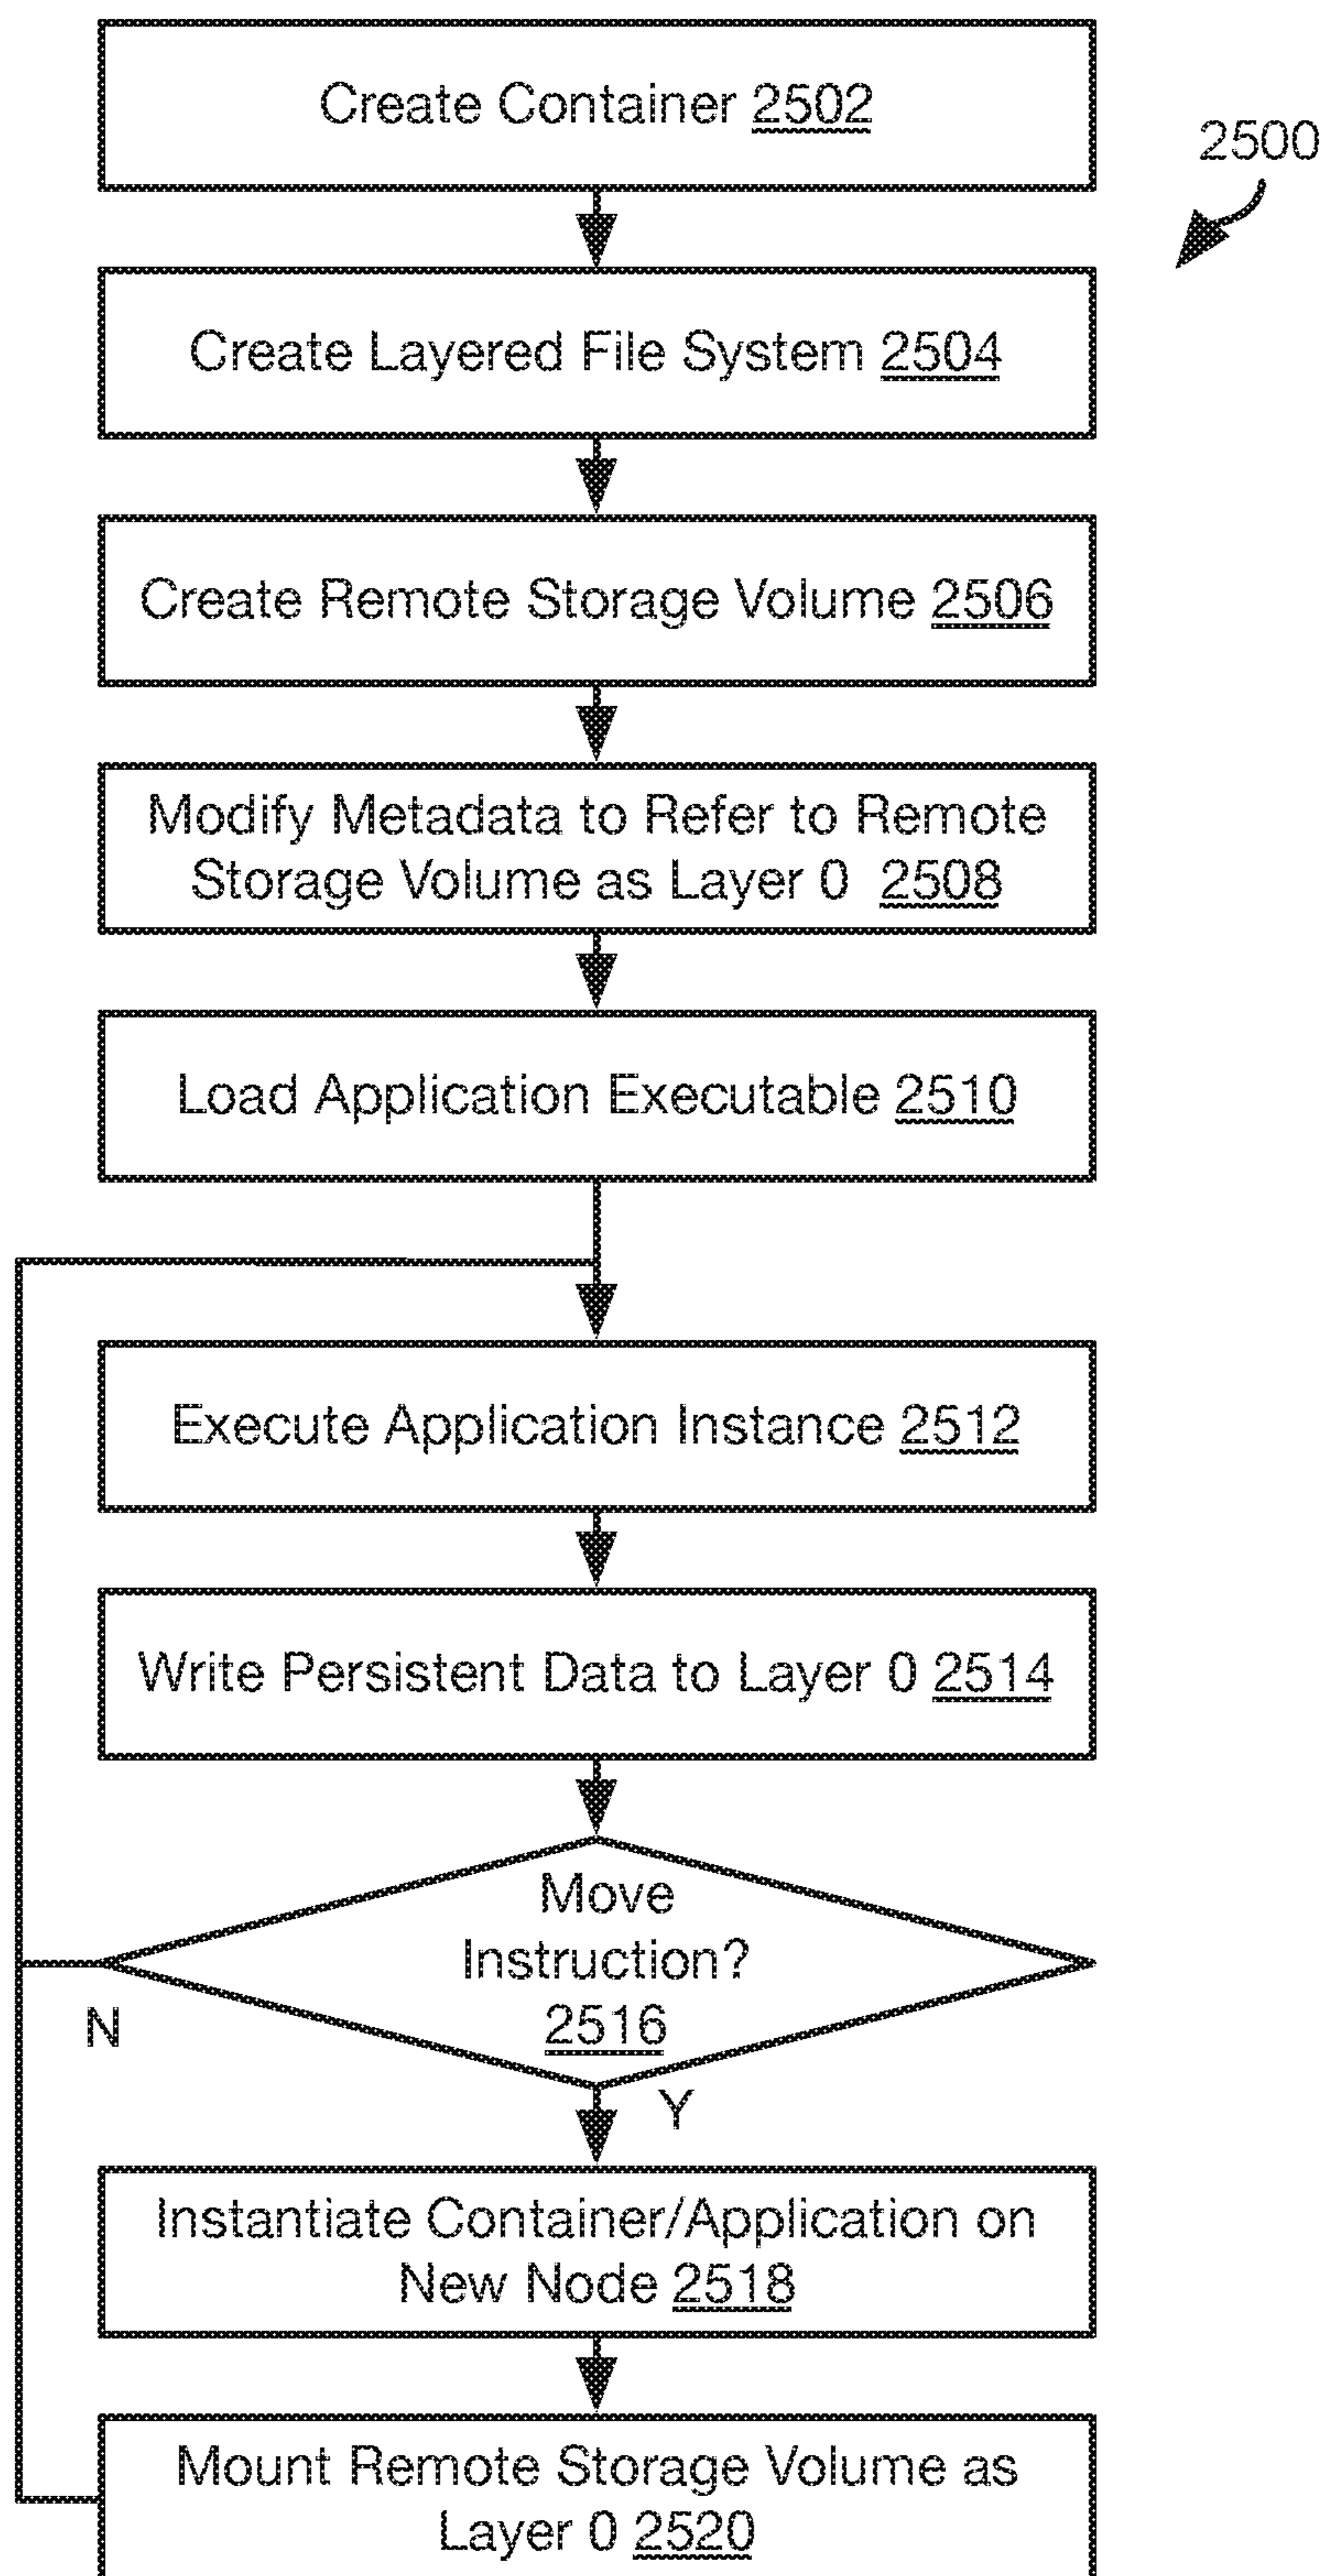 Create Container 2502
2500
Create Layered File System 2504
Create Remote Storage Volume 2506
Modify Metadata to Refer to Remote
Storage Volume as Layer 0 2508
Load Application Executable 2510
Execute Application Instance 2512
Write Persistent Data to Layer 0 2514
Move
Instruction?
2516
N
Y
Instantiate Container/Application on
New Node 2518
Mount Remote Storage Volume as
Layer 0 2520